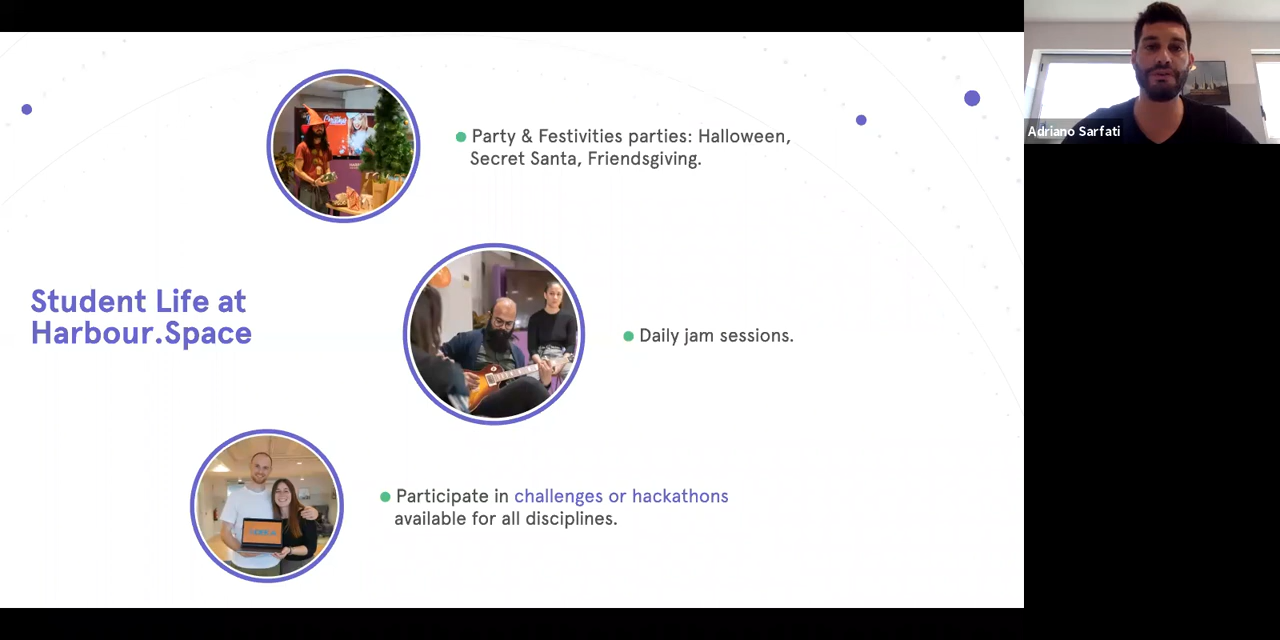 Party & Festivities parties: Halloween,
Secret Santa, Friendsgiving.
Student Life at
Harbour.Space
Daily jam sessions.
Participate in challenges or hackathons
available for all disciplines.
Adriano Sarfati